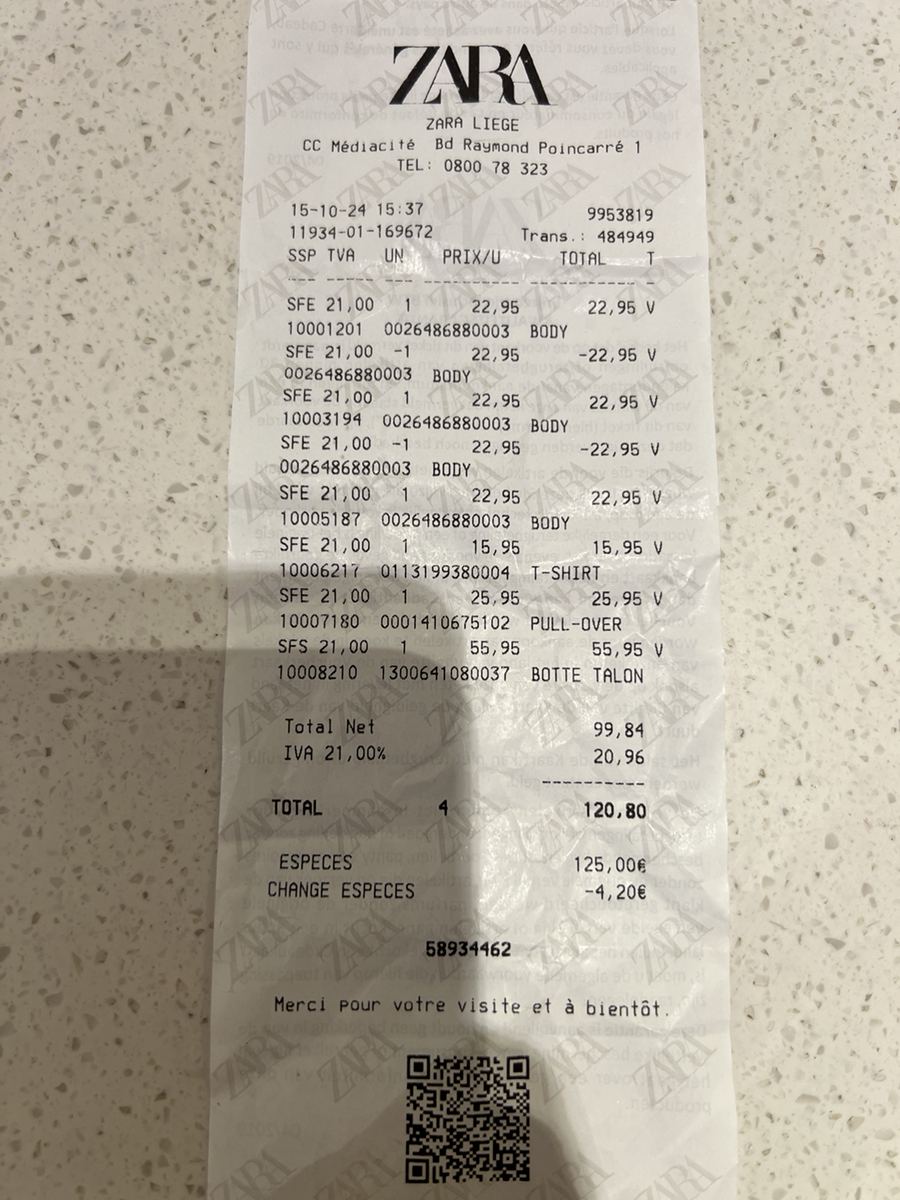 ZARA
ZARA LIEGE
CC Médiacité Bd Raymond Poincarré 1
TEL: 0800 78 323
15-10-24 15:37 9953819
11934-01-169672 Trans.: 484949
SSP TVA UN PRIX/U TOTAL T
SFE 21,00 1 22,95 22,95 V
10001201 0026486880003 BODY
SFE 21,00 -1 22,95 -22,95 V
0026486880003 BODY
SFE 21,00 1 22,95 22,95 V
10003194 0026486880003 BODY
SFE 21,00 -1 22,95 -22,95 V
0026486880003 BODY
SFE 21,00 1 22,95 22,95 V
10005187 0026486880003 BODY
SFE 21,00 1 15,95 15,95 V
10006217 0113199380004 T-SHIRT
SFE 21,00 1 25,95 25,95 V
10007180 0001410675102 PULL-OVER
SFS 21,00 1 55,95 55,95 V
10008210 1300641080037 BOTTE TALON
Total Net 99,84
IVA 21,00% 20,96
TOTAL 4 120,80
ESPECES 125,00€
CHANGE ESPECES -4,20€
58934462
Merci pour votre visite et à bientôt.